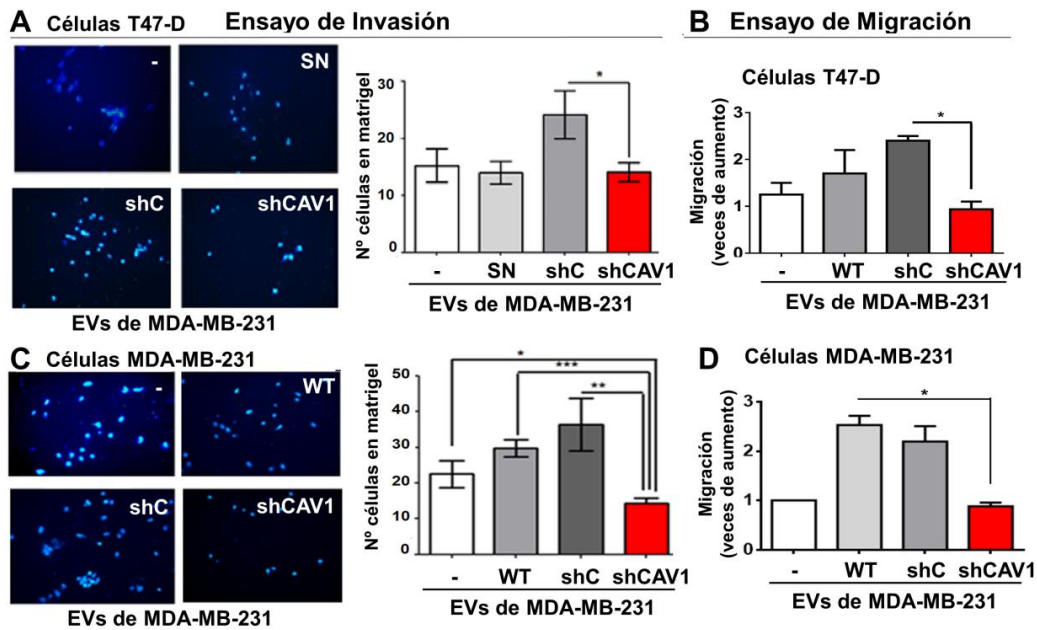 A Células T47-D Ensayo de Invasión
-
SN
shC
shCAV1
EVs de MDA-MB-231
Nº células en matrigel
30
20
10
0
*
- SN shC shCAV1
EVs de MDA-MB-231
B Ensayo de Migración
Células T47-D
Migración
(veces de aumento)
3
2
1
0
*
- WT shC shCAV1
EVs de MDA-MB-231
C Células MDA-MB-231
-
WT
shC
shCAV1
EVs de MDA-MB-231
Nº células en matrigel
50
40
30
20
10
0
*
***
**
- WT shC shCAV1
EVs de MDA-MB-231
D Células MDA-MB-231
Migración
(veces de aumento)
3
2
1
0
*
- WT shC shCAV1
EVs de MDA-MB-231